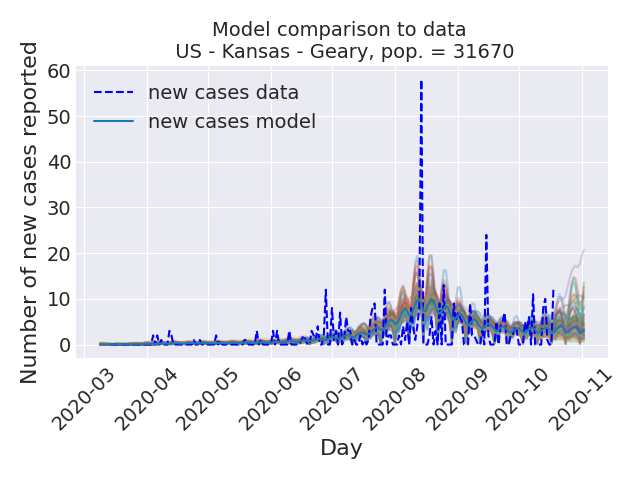 Model comparison to data
US - Kansas - Geary, pop. = 31670
Number of new cases reported
60
50
40
30
20
10
0
new cases data
new cases model
2020-03
2020-04
2020-05
2020-06
2020-07
2020-08
2020-09
2020-10
2020-11
Day